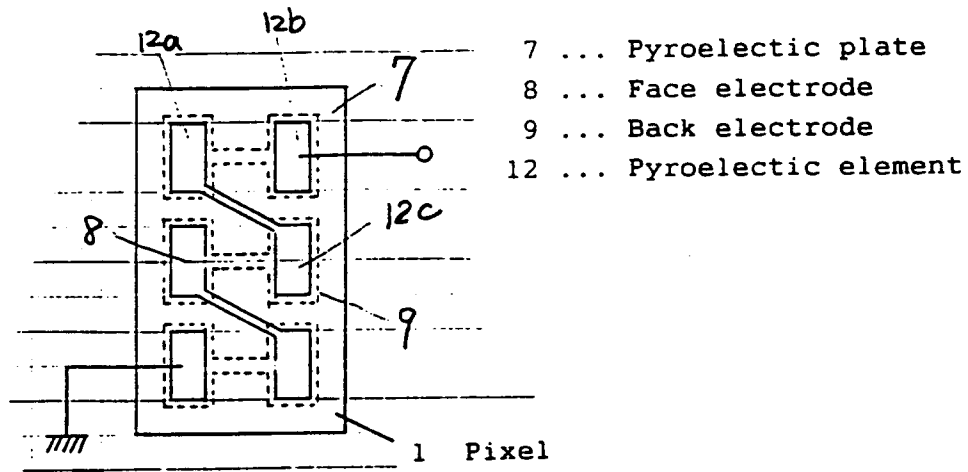 12a
12b
7
8
12c
9
1 Pixel
7 ... Pyroelectic plate
8 ... Face electrode
9 ... Back electrode
12 ... Pyroelectic element